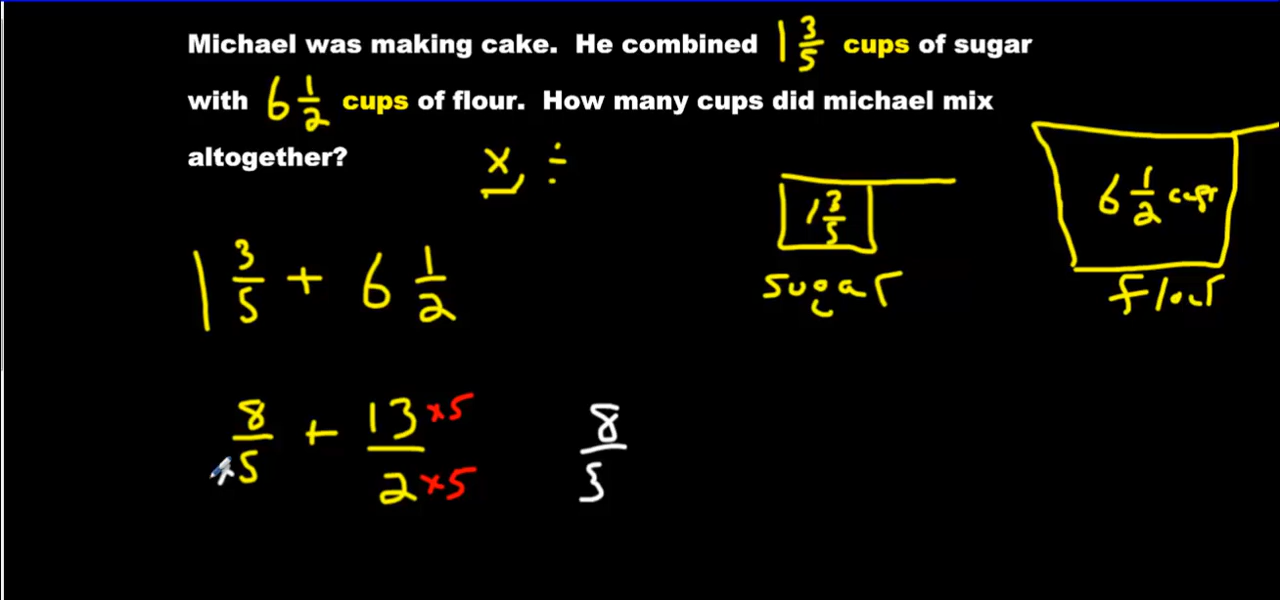 Michael was making cake. He combined 1 3/5 cups of sugar
with 6 1/2 cups of flour. How many cups did michael mix
altogether?
x, ÷
1 3/5
sugar
6 1/2 cups
flour
1 3/5 + 6 1/2
8/5 + 13×5/2×5
8/5